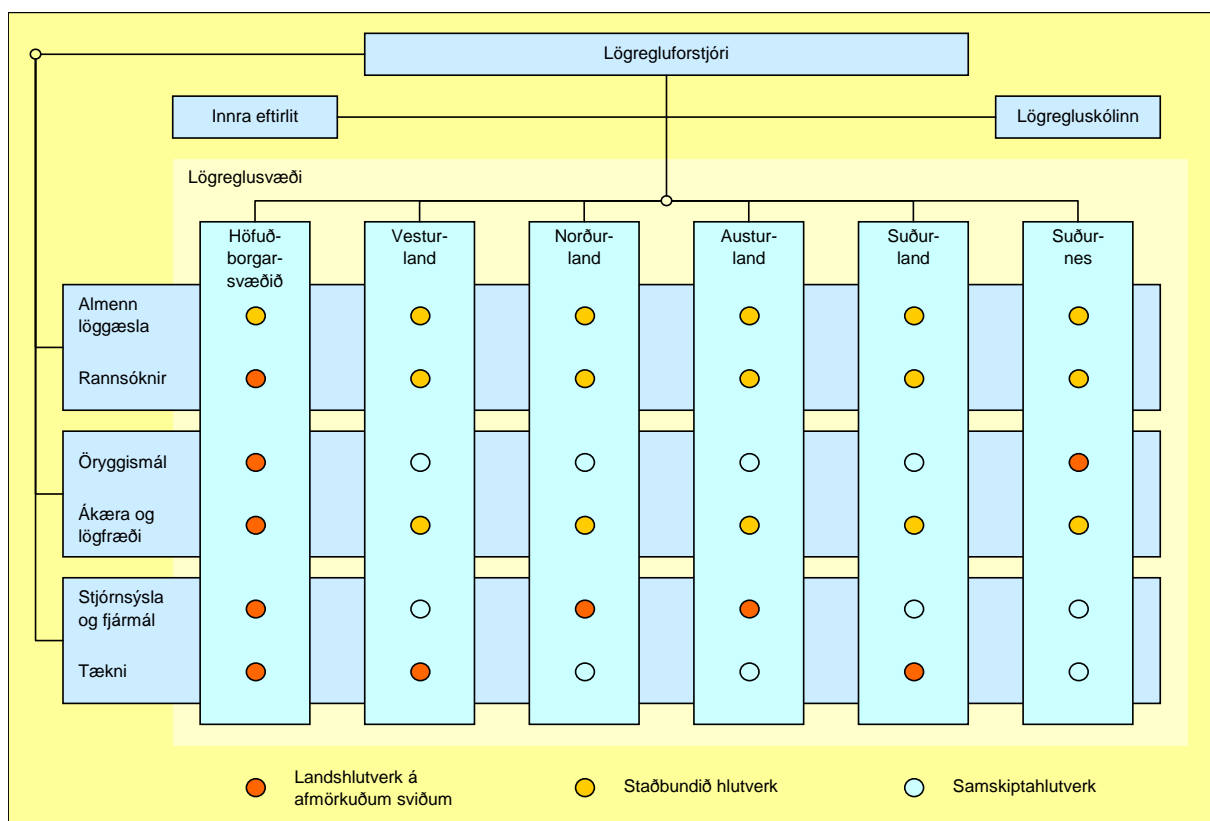 Lögregluforstjóri
Innra eftirlit
Lögregluskólinn
Lögreglusvæði
Höfuð-
borgar-
svæðið
Vestur-
land
Norður-
land
Austur-
land
Suður-
land
Suður-
nes
Almenn
löggæsla
Rannsóknir
Öryggismál
Ákæra og
lögfræði
Stjórnsýsla
og fjármál
Tækni
Landshlutverk á
afmörkuðum sviðum
Staðbundið hlutverk
Samskiptahlutverk